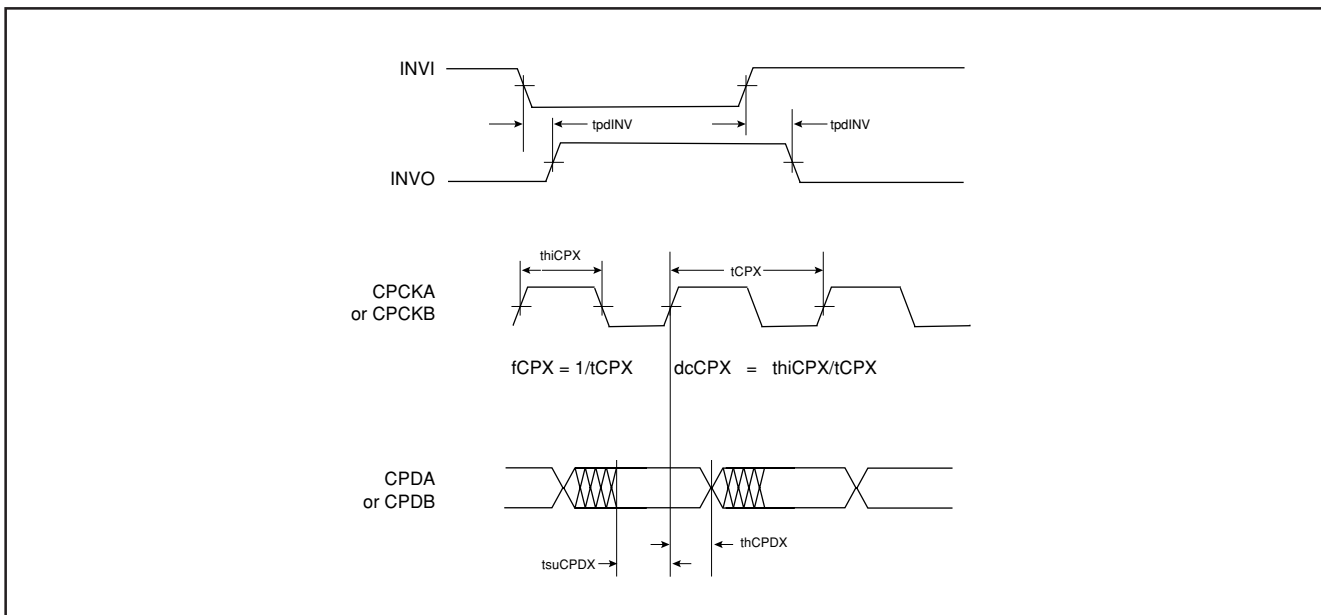 INVI
tpdINV
tpdINV
INVO
thiCPX
tCPX
CPCKA
or CPCKB
fCPX = 1/tCPX
dcCPX = thiCPX/tCPX
CPDA
or CPDB
thCPDX
tsuCPDX